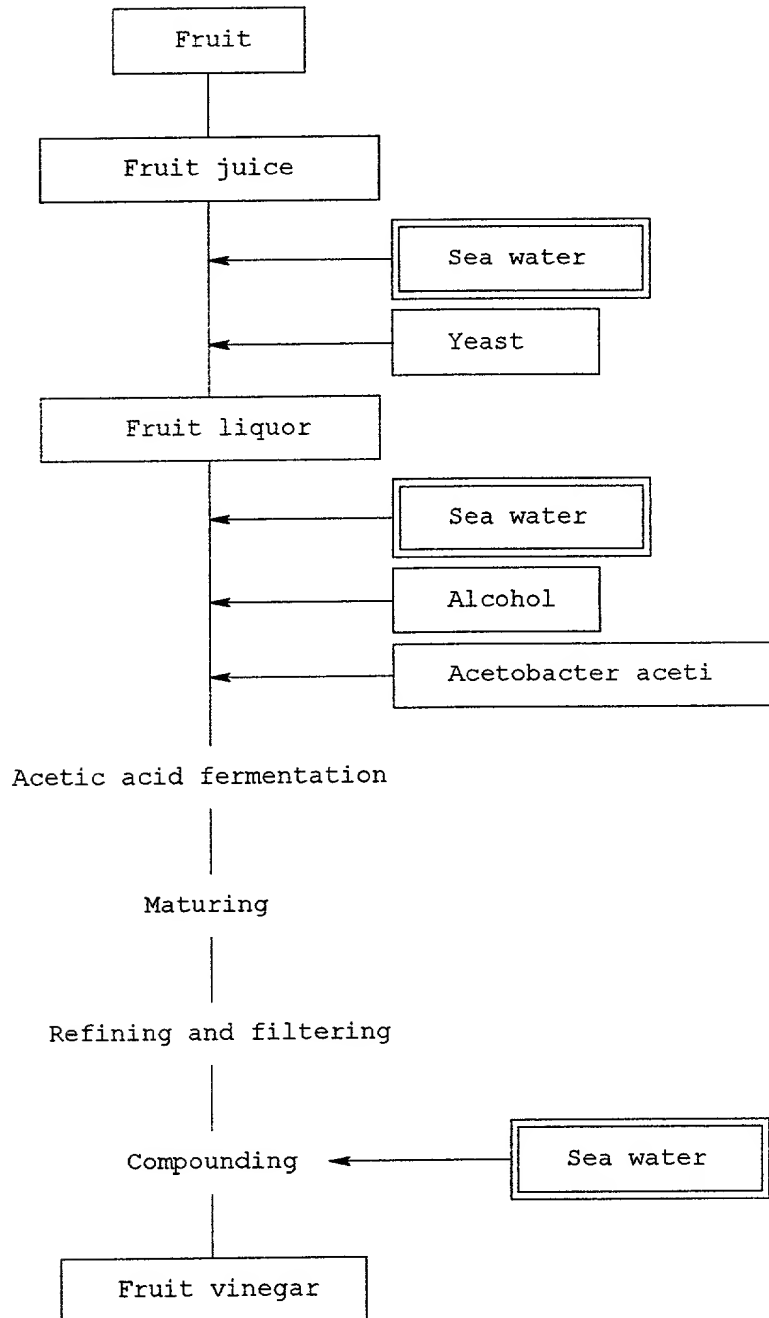 Fruit
Fruit juice
Sea water
Yeast
Fruit liquor
Sea water
Alcohol
Acetobacter aceti
Acetic acid fermentation
Maturing
Refining and filtering
Compounding
Sea water
Fruit vinegar